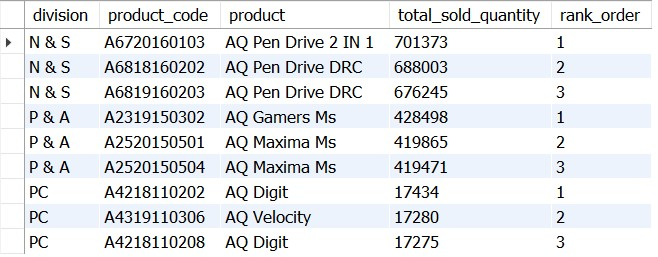 division product_code product total_sold_quantity rank_order
N & S A6720160103 AQ Pen Drive 2 IN 1 701373 1
N & S A6818160202 AQ Pen Drive DRC 688003 2
N & S A6819160203 AQ Pen Drive DRC 676245 3
P & A A2319150302 AQ Gamers Ms 428498 1
P & A A2520150501 AQ Maxima Ms 419865 2
P & A A2520150504 AQ Maxima Ms 419471 3
PC A4218110202 AQ Digit 17434 1
PC A4319110306 AQ Velocity 17280 2
PC A4218110208 AQ Digit 17275 3